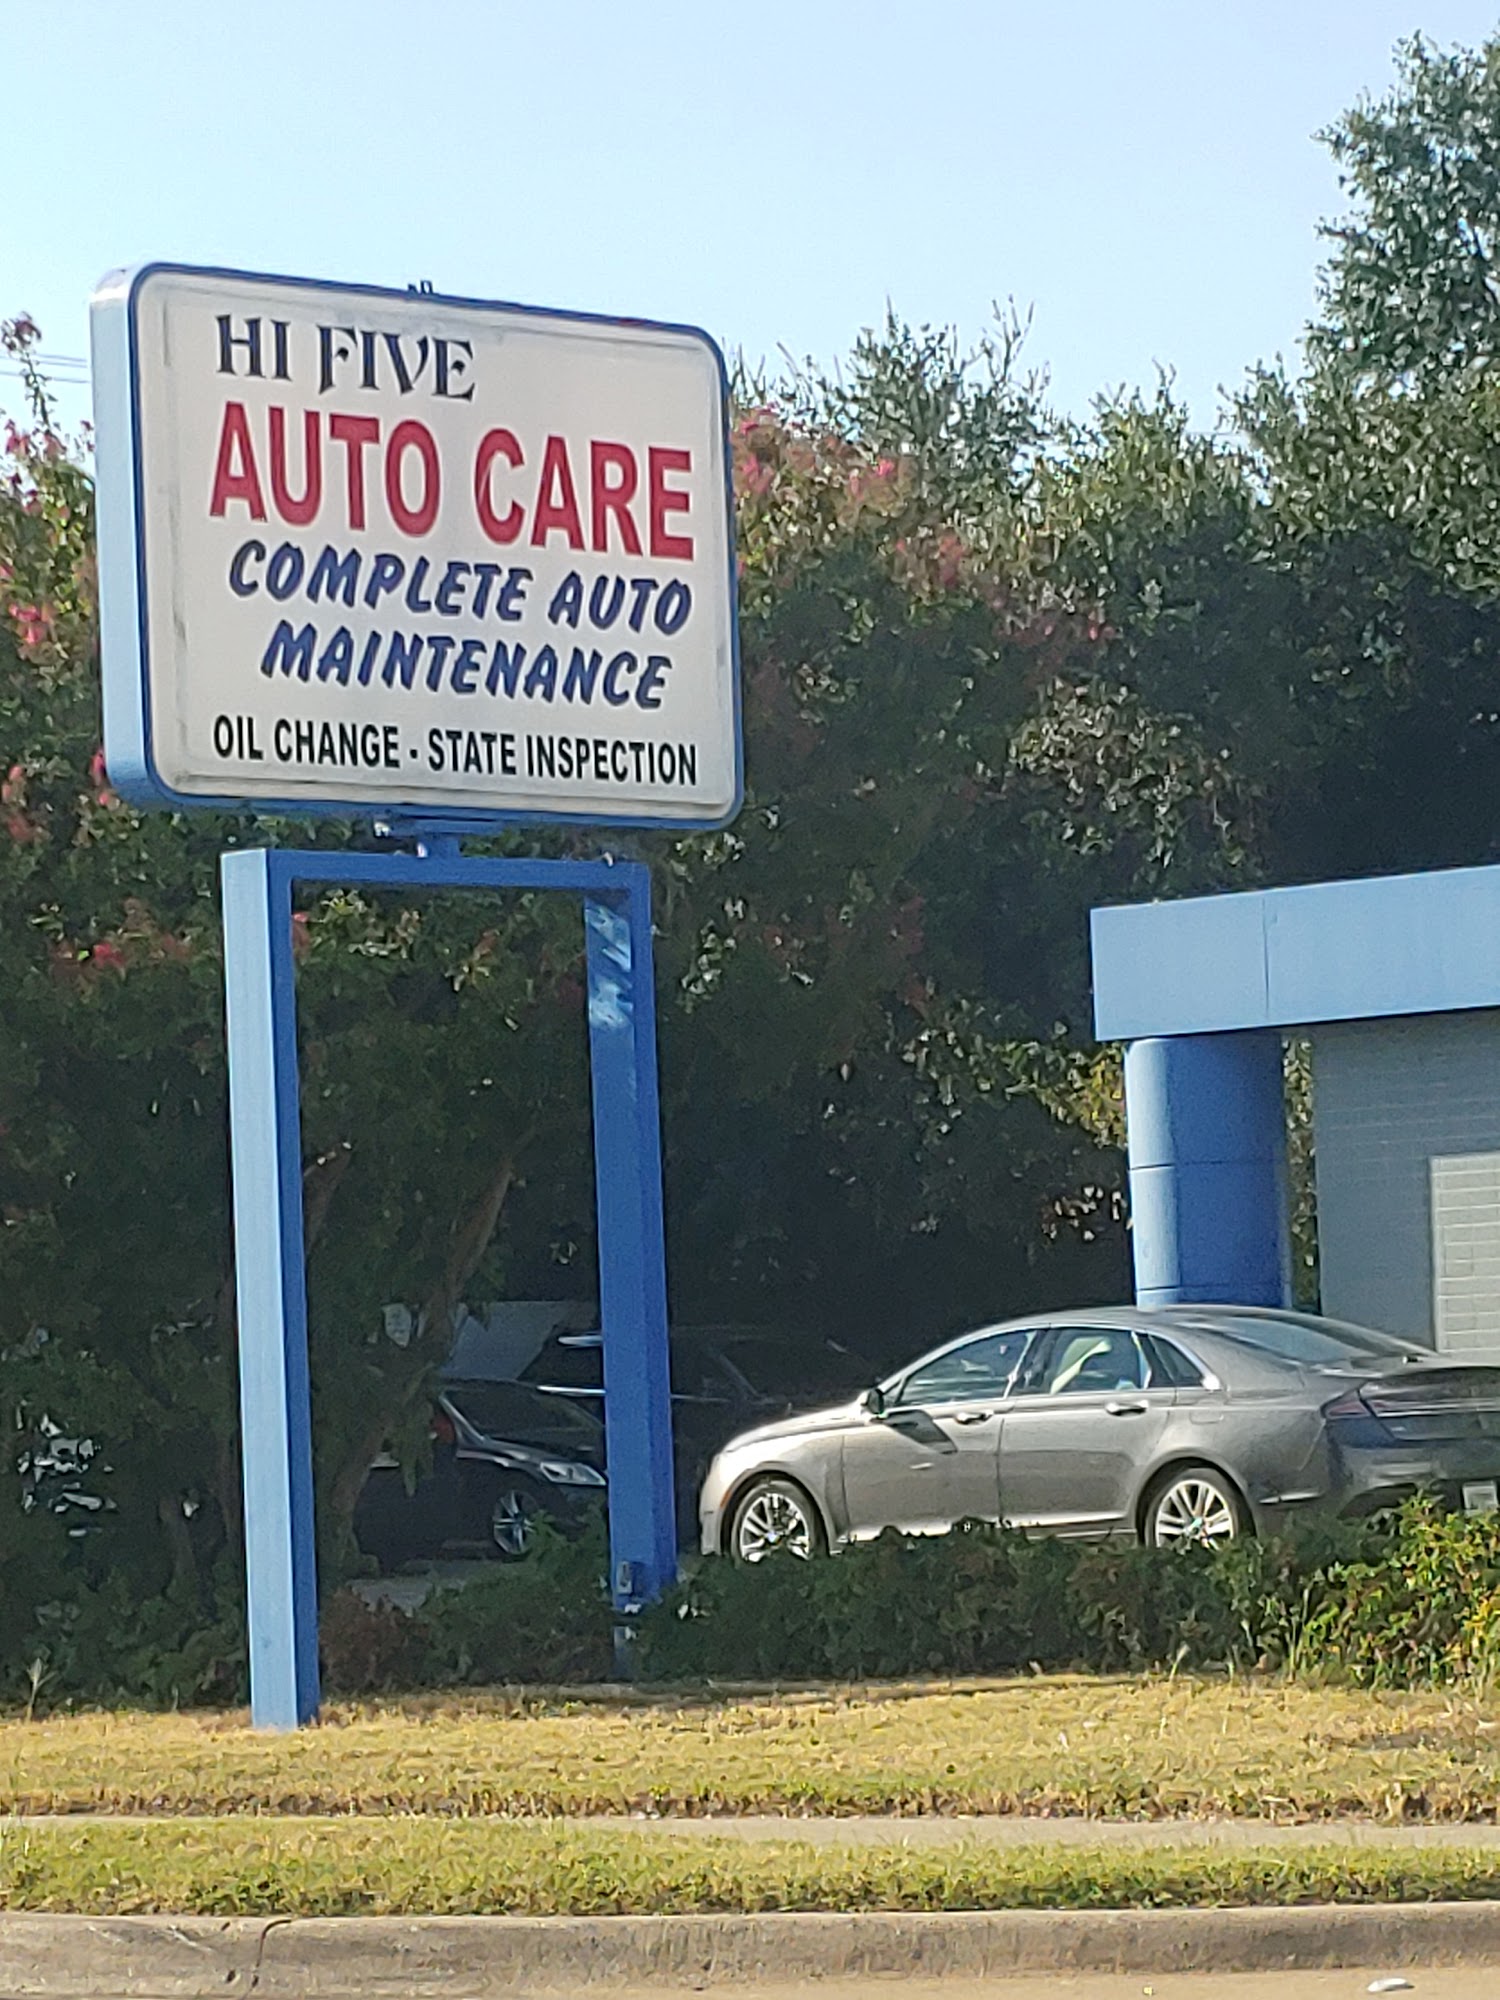 HI FIVE
AUTO CARE
COMPLETE AUTO
MAINTENANCE
OIL CHANGE - STATE INSPECTION